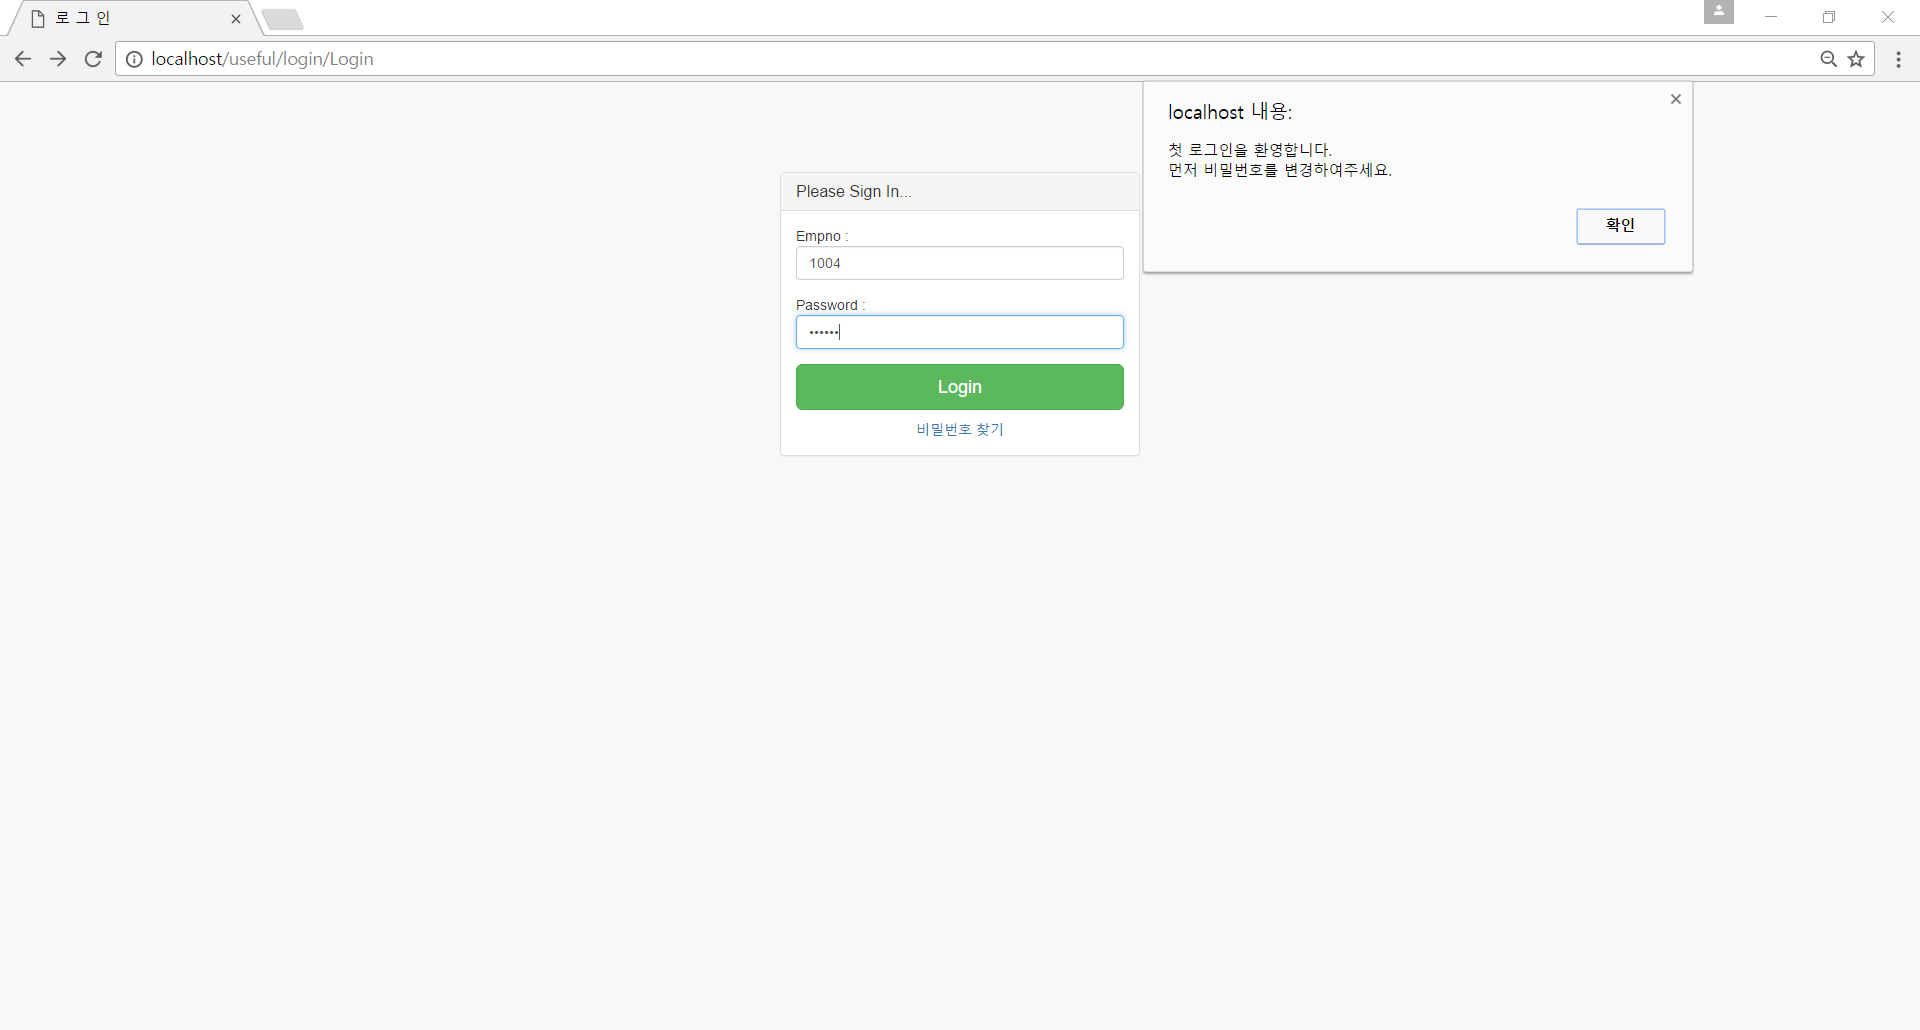 로 그 인
localhost/useful/login/Login
localhost 내용:
첫 로그인을 환영합니다.
먼저 비밀번호를 변경하여주세요.
확인
Please Sign In...
Empno :
1004
Password :
••••••
Login
비밀번호 찾기